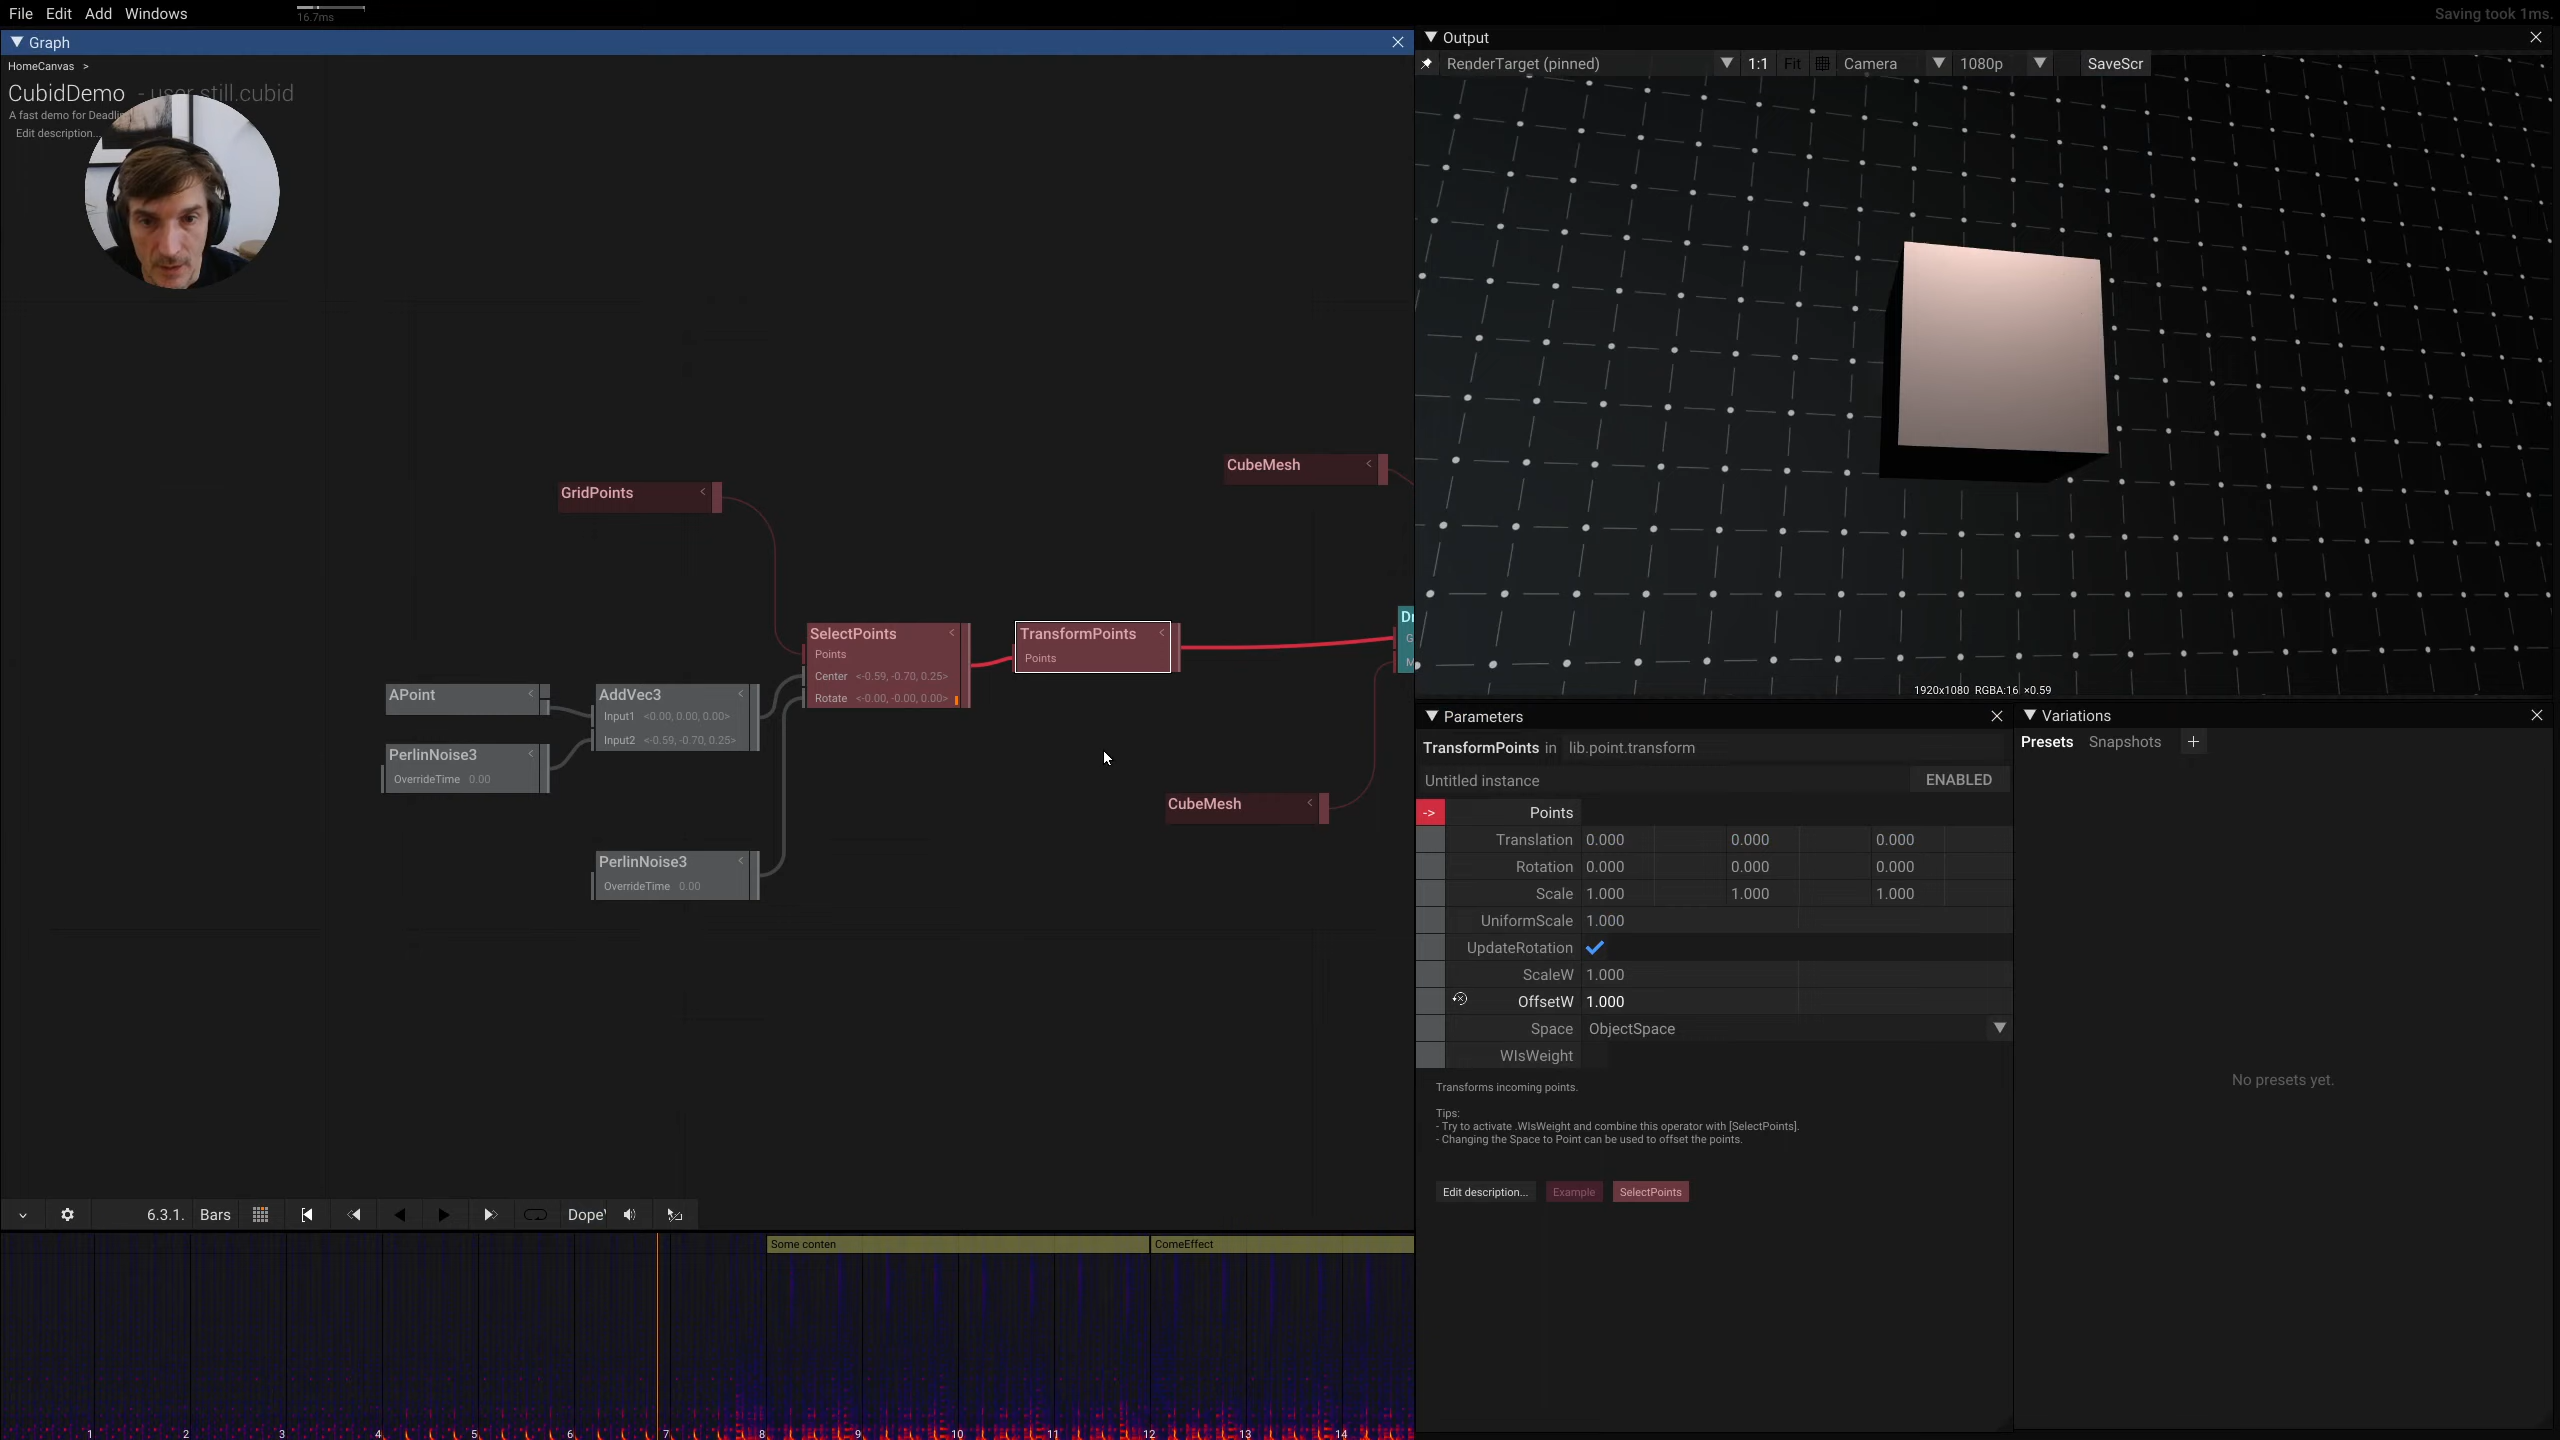 File Edit Add Windows
16.7ms
Saving took 1ms.
Graph
HomeCanvas >
CubidDemo - user.still.cubid
A fast demo for Deadli
Edit description...
GridPoints
CubeMesh
SelectPoints
Points
Center <-0.59, -0.70, 0.25>
Rotate <-0.00, -0.00, 0.00>
TransformPoints
Points
Dr
G
M
APoint
AddVec3
Input1 <0.00, 0.00, 0.00>
Input2 <-0.59, -0.70, 0.25>
PerlinNoise3
OverrideTime 0.00
CubeMesh
PerlinNoise3
OverrideTime 0.00
6.3.1. Bars
Dope
Some conten
ComeEffect
1 2 3 4 5 6 7 8 9 10 11 12 13 14
Output
RenderTarget (pinned) 1:1 Fit Camera 1080p SaveScr
1920x1080 RGBA:16 ×0.59
Parameters
TransformPoints in lib.point.transform
Untitled instance ENABLED
-> Points
Translation 0.000 0.000 0.000
Rotation 0.000 0.000 0.000
Scale 1.000 1.000 1.000
UniformScale 1.000
UpdateRotation
ScaleW 1.000
OffsetW 1.000
Space ObjectSpace
WIsWeight
Transforms incoming points.
Tips:
- Try to activate .WIsWeight and combine this operator with [SelectPoints].
- Changing the Space to Point can be used to offset the points.
Edit description... Example SelectPoints
Variations
Presets Snapshots +
No presets yet.